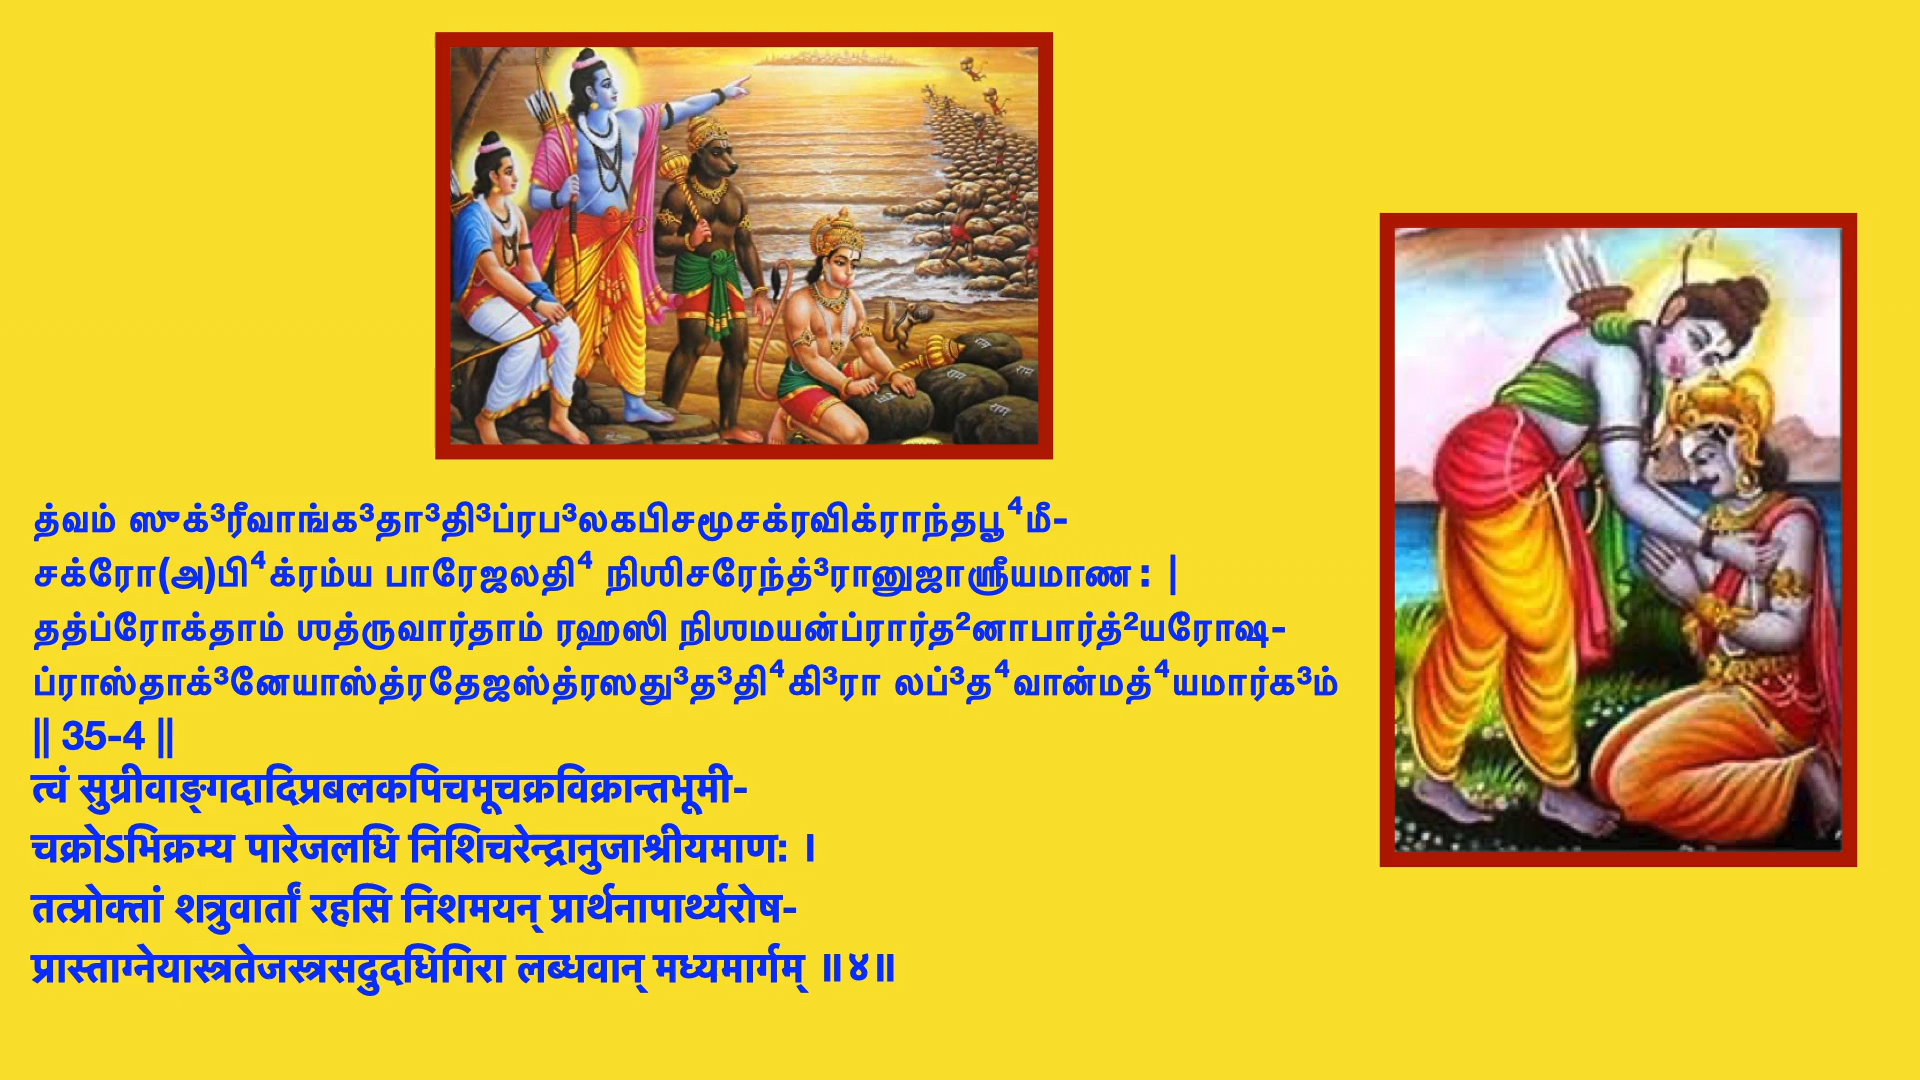 த்வம் ஸுக்³ரீவாங்க³தா³தி³ப்ரப³லகபிசமூசக்ரவிக்ராந்தபூ⁴மீ-
சக்ரோ(அ)பி⁴க்ரம்ய பாரேஜலதி⁴ நிஶிசரேந்த்³ரானுஜாஶ்ரீயமாண: |
தத்ப்ரோக்தாம் ஶத்ருவார்தாம் ரஹஸி நிஶமயன்ப்ரார்த²னாபார்த்²யரோஷ-
ப்ராஸ்தாக்³னேயாஸ்த்ரதேஜஸ்த்ரஸது³த³தி⁴கி³ரா லப்³த⁴வான்மத்⁴யமார்க³ம்
|| 35-4 ||
त्वं सुग्रीवाङ्गदादिप्रबलकपिचमूचक्रविक्रान्तभूमी-
चक्रोऽभिक्रम्य पारेजलधि निशिचरेन्द्रानुजाश्रीयमाण: ।
तत्प्रोक्तां शत्रुवार्तां रहसि निशमयन् प्रार्थनापार्थ्यरोष-
प्रास्ताग्नेयास्त्रतेजस्त्रसदुदधिगिरा लब्धवान् मध्यमार्गम् ॥४॥
राम
राम
राम
राम